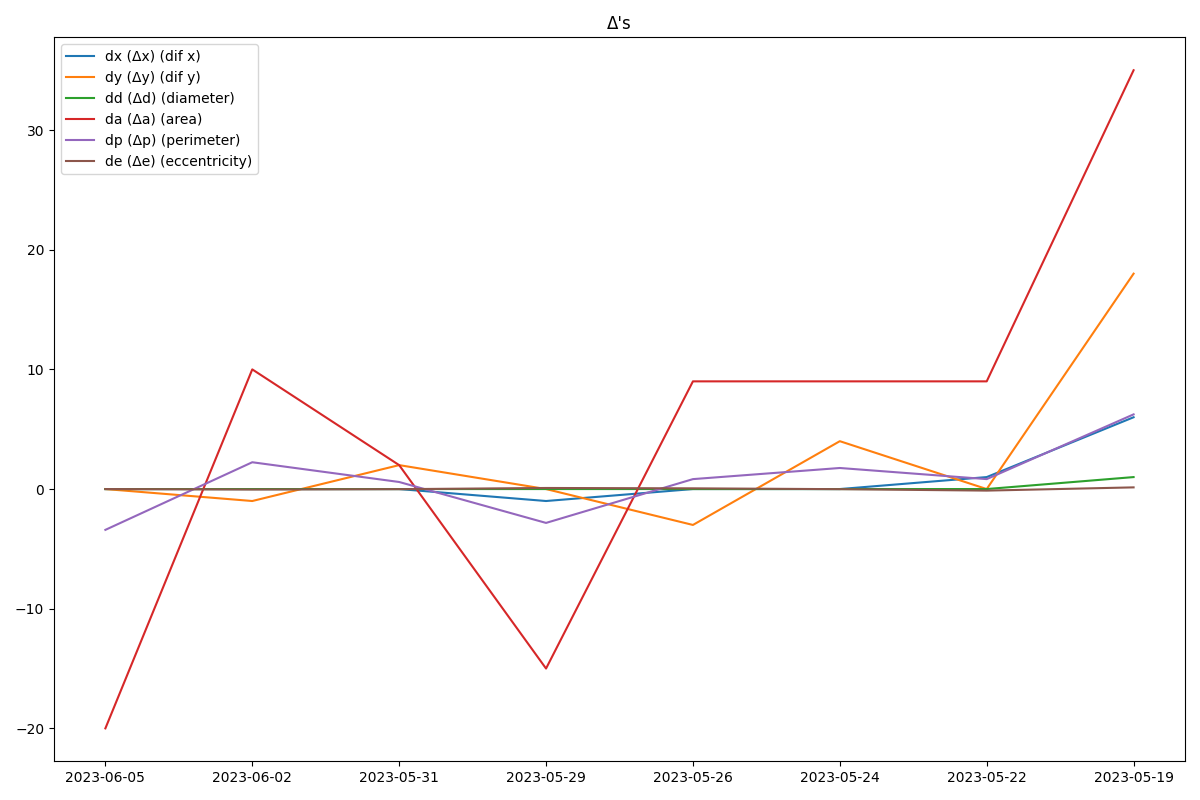 Δ's
dx (Δx) (dif x)
dy (Δy) (dif y)
dd (Δd) (diameter)
da (Δa) (area)
dp (Δp) (perimeter)
de (Δe) (eccentricity)
30
20
10
0
−10
−20
2023-06-05 2023-06-02 2023-05-31 2023-05-29 2023-05-26 2023-05-24 2023-05-22 2023-05-19